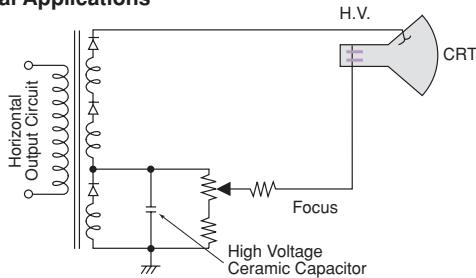 al Applications
H.V.
CRT
Horizontal
Output Circuit
Focus
High Voltage
Ceramic Capacitor